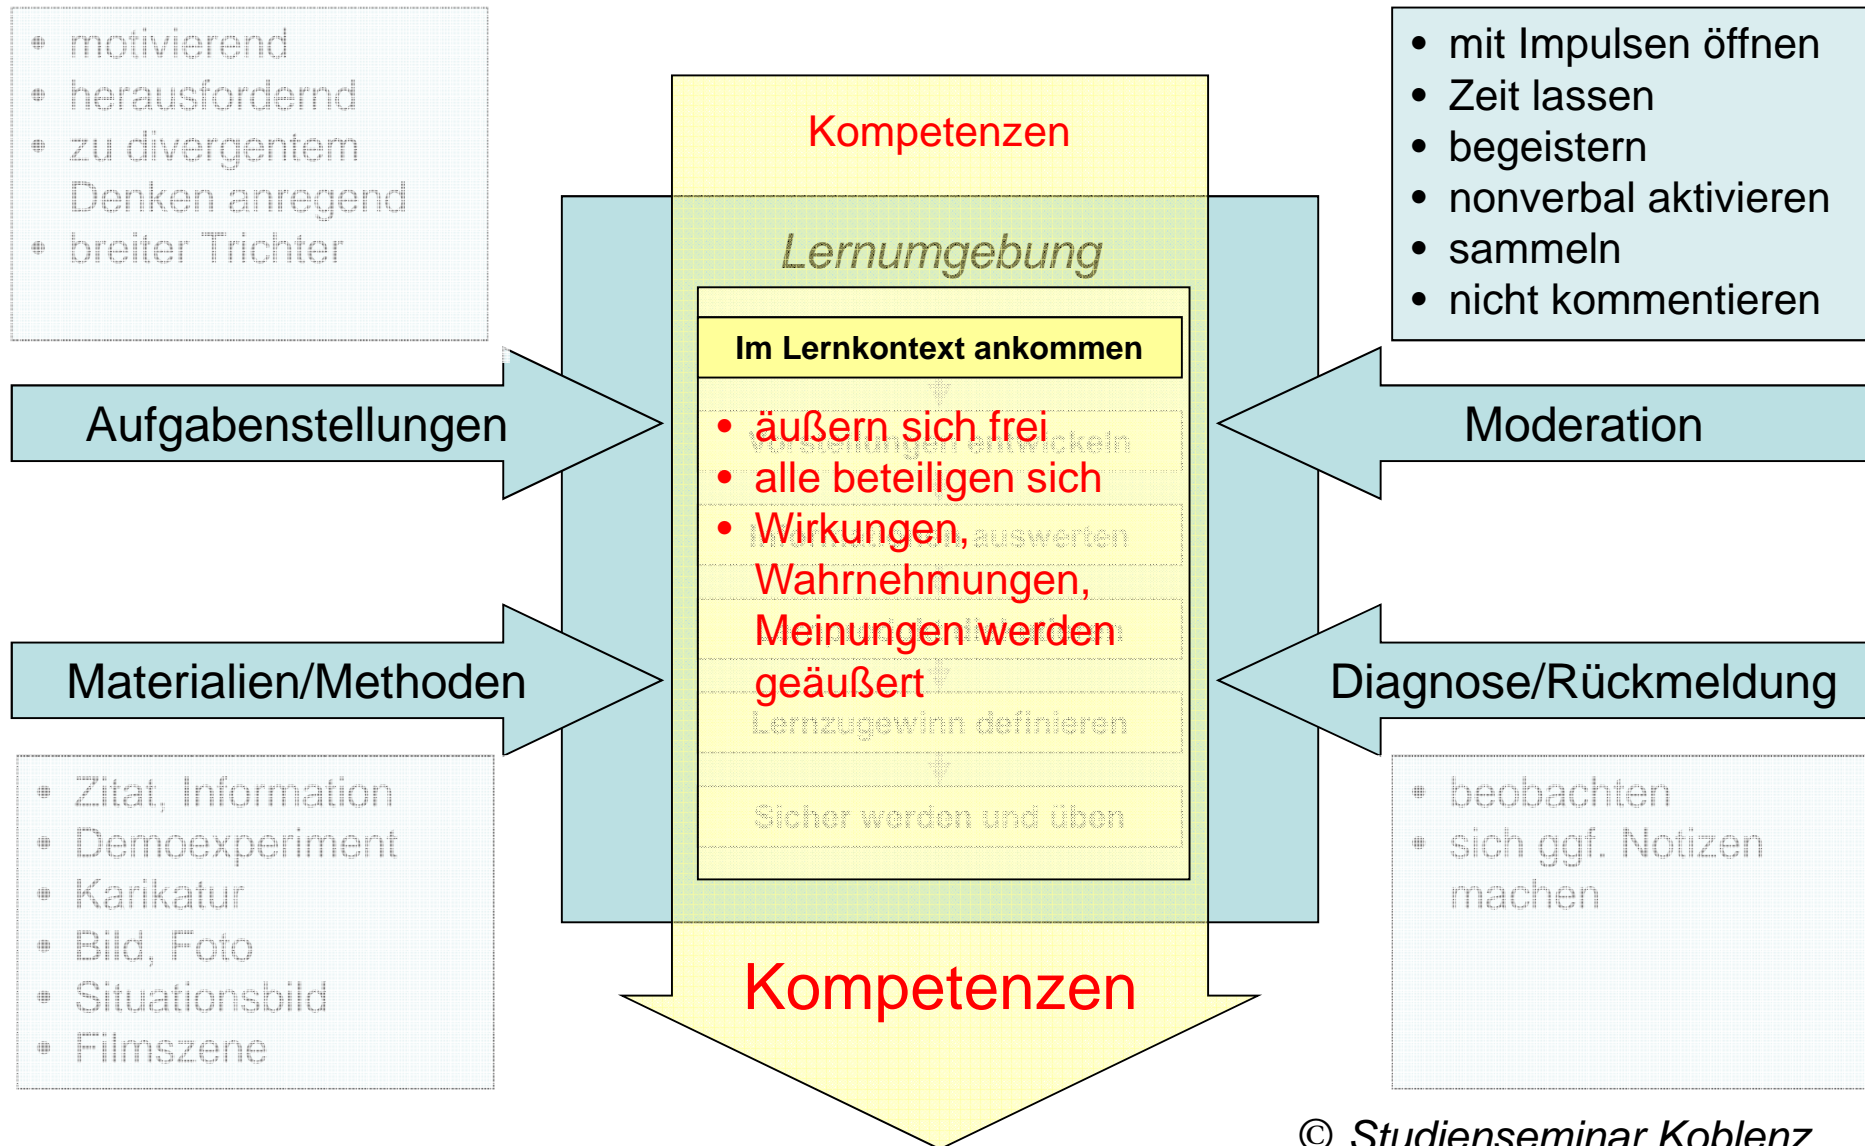 • motivierend
• herausfordernd
• zu divergentem
Denken anregend
• breiter Trichter
• mit Impulsen öffnen
• Zeit lassen
• begeistern
• nonverbal aktivieren
• sammeln
• nicht kommentieren
Kompetenzen
Lernumgebung
Im Lernkontext ankommen
Aufgabenstellungen
Moderation
Vorstellungen entwickeln
• äußern sich frei
• alle beteiligen sich
• Wirkungen,
Wahrnehmungen,
Meinungen werden
geäußert
auswerten
Lernzugewinn definieren
Sicher werden und üben
Materialien/Methoden
Diagnose/Rückmeldung
• Zitat, Information
• Demoexperiment
• Karikatur
• Bild, Foto
• Situationsbild
• Filmszene
• beobachten
• sich ggf. Notizen
machen
Kompetenzen
© Studienseminar Koblenz